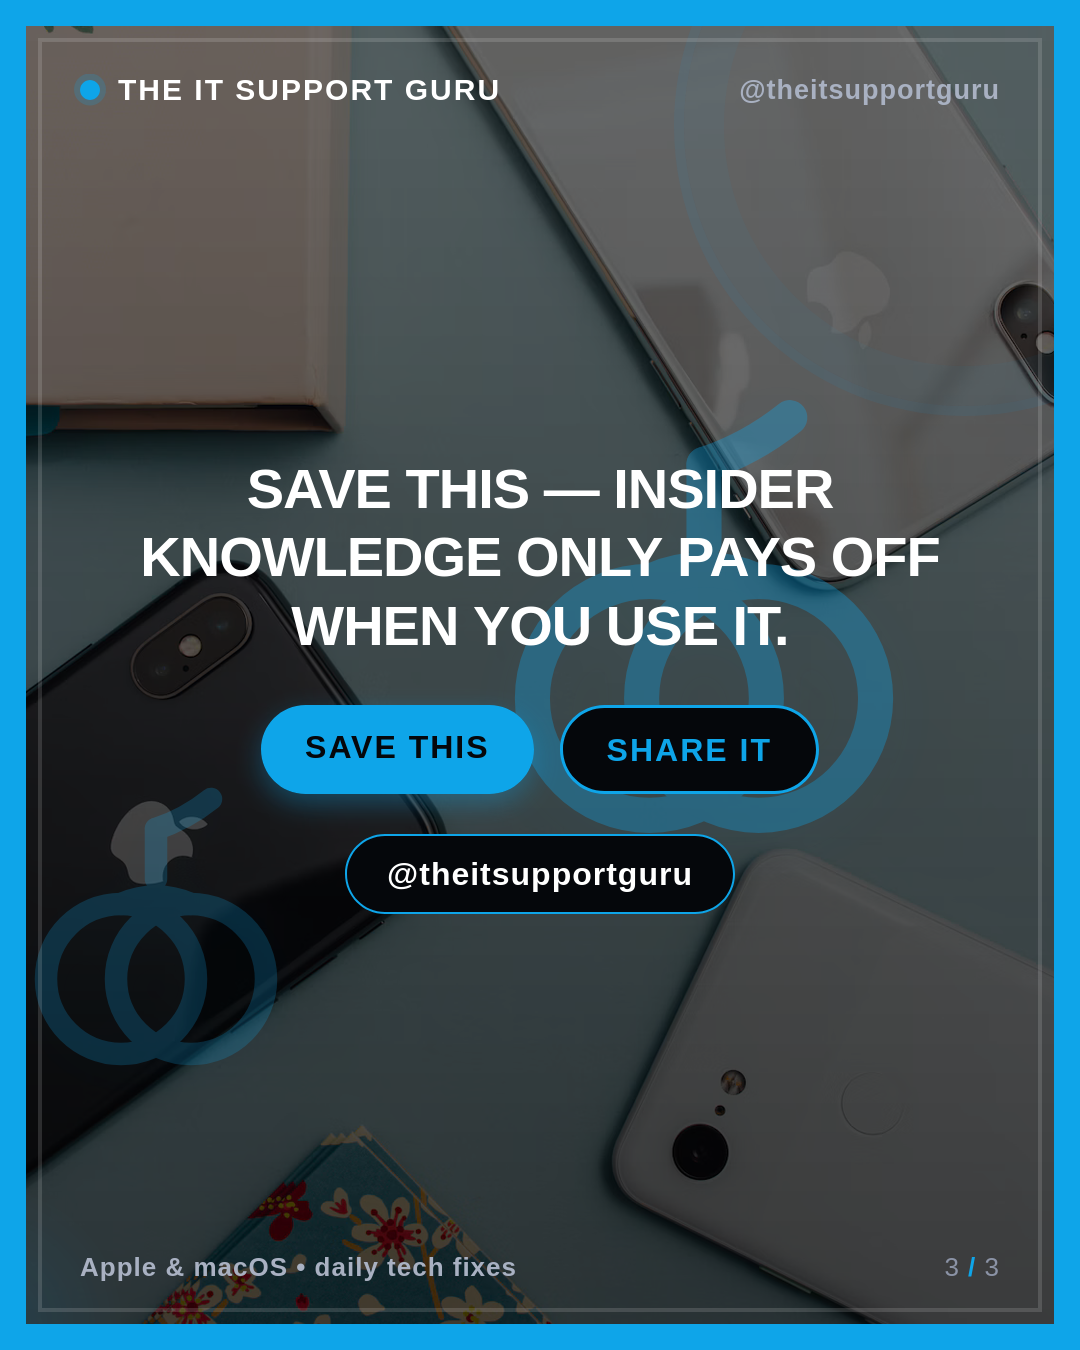 THE IT SUPPORT GURU
@theitsupportguru
SAVE THIS — INSIDER
KNOWLEDGE ONLY PAYS OFF
WHEN YOU USE IT.
SAVE THIS
SHARE IT
@theitsupportguru
Apple & macOS • daily tech fixes
3 / 3